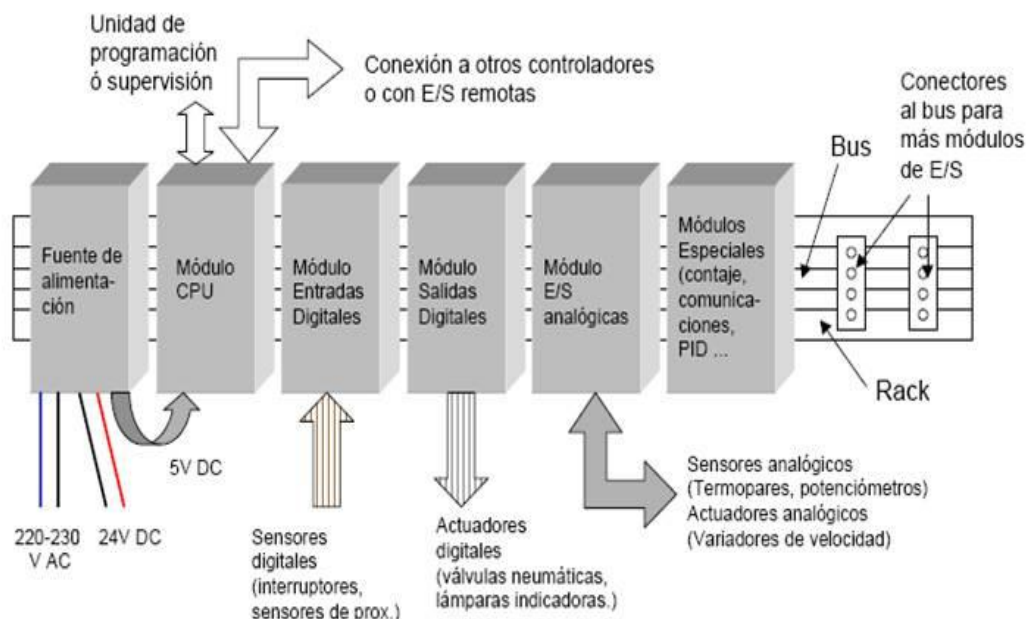 Unidad de
programación
ó supervisión
Conexión a otros controladores
o con E/S remotas
Conectores
al bus para
más módulos
de E/S
Bus
Fuente de
alimenta-
ción
Módulo
CPU
Módulo
Entradas
Digitales
Módulo
Salidas
Digitales
Módulo
E/S
analógicas
Módulos
Especiales
(contaje,
comunica-
ciones,
PID ...
Rack
5V DC
220-230
V AC
24V DC
Sensores
digitales
(interruptores,
sensores de prox.)
Actuadores
digitales
(válvulas neumáticas,
lámparas indicadoras.)
Sensores analógicos
(Termopares, potenciómetros)
Actuadores analógicos
(Variadores de velocidad)